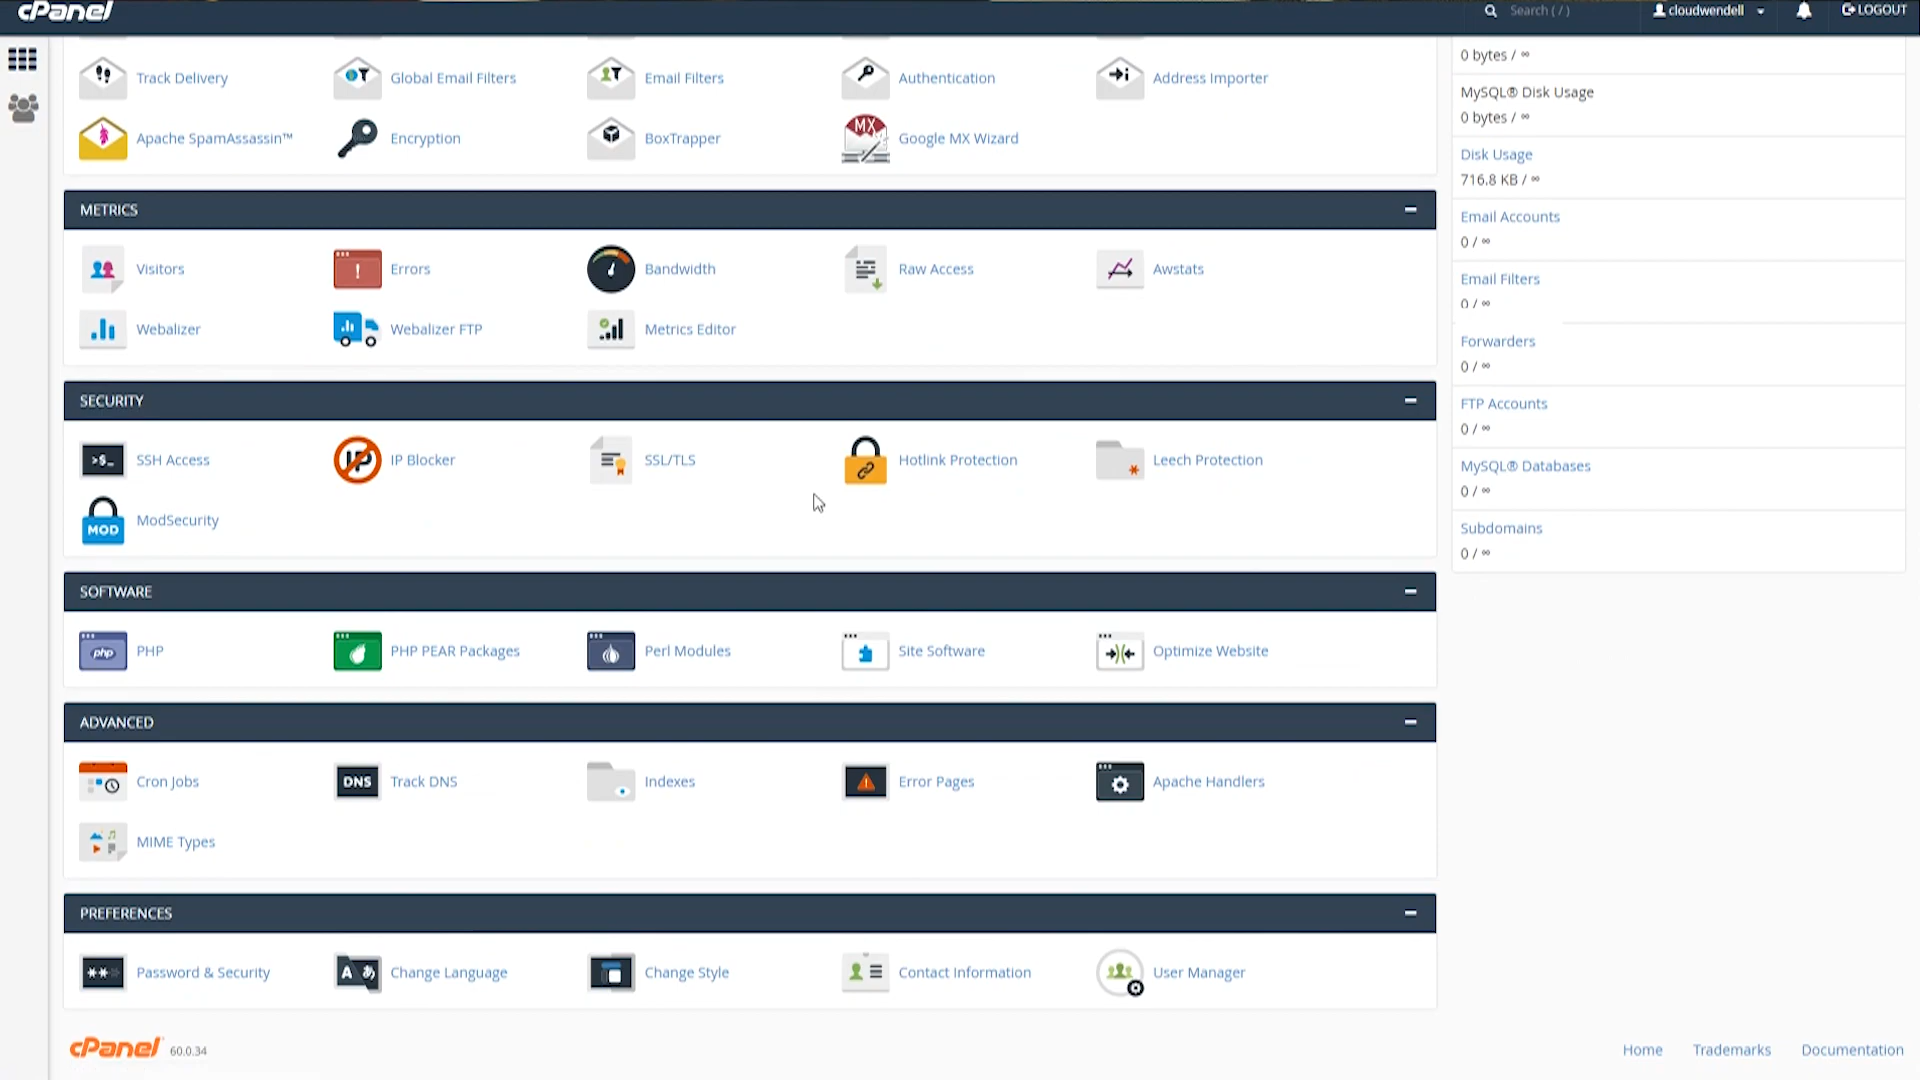 cPanel
Search ( / )
cloudwendell
LOGOUT
Track Delivery
Global Email Filters
Email Filters
Authentication
Address Importer
Apache SpamAssassin™
Encryption
BoxTrapper
MX
Google MX Wizard
METRICS
Visitors
Errors
Bandwidth
Raw Access
Awstats
Webalizer
Webalizer FTP
Metrics Editor
SECURITY
>$_
SSH Access
IP
IP Blocker
SSL/TLS
Hotlink Protection
Leech Protection
MOD
ModSecurity
SOFTWARE
php
PHP
PHP PEAR Packages
Perl Modules
Site Software
Optimize Website
ADVANCED
Cron Jobs
DNS
Track DNS
Indexes
Error Pages
Apache Handlers
MIME Types
PREFERENCES
Password & Security
A あ
Change Language
Change Style
Contact Information
User Manager
0 bytes / ∞
MySQL® Disk Usage
0 bytes / ∞
Disk Usage
716.8 KB / ∞
Email Accounts
0 / ∞
Email Filters
0 / ∞
Forwarders
0 / ∞
FTP Accounts
0 / ∞
MySQL® Databases
0 / ∞
Subdomains
0 / ∞
cPanel 60.0.34
Home
Trademarks
Documentation